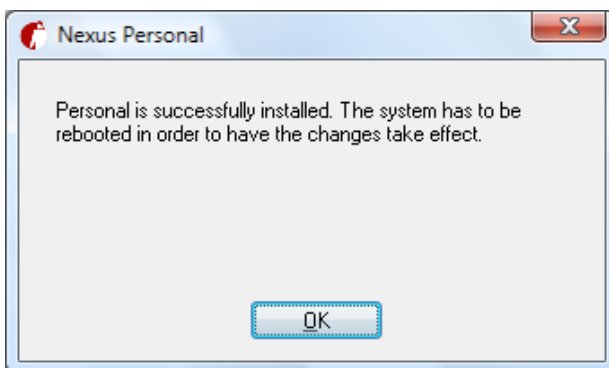 Nexus Personal
Personal is successfully installed. The system has to be
rebooted in order to have the changes take effect.
OK